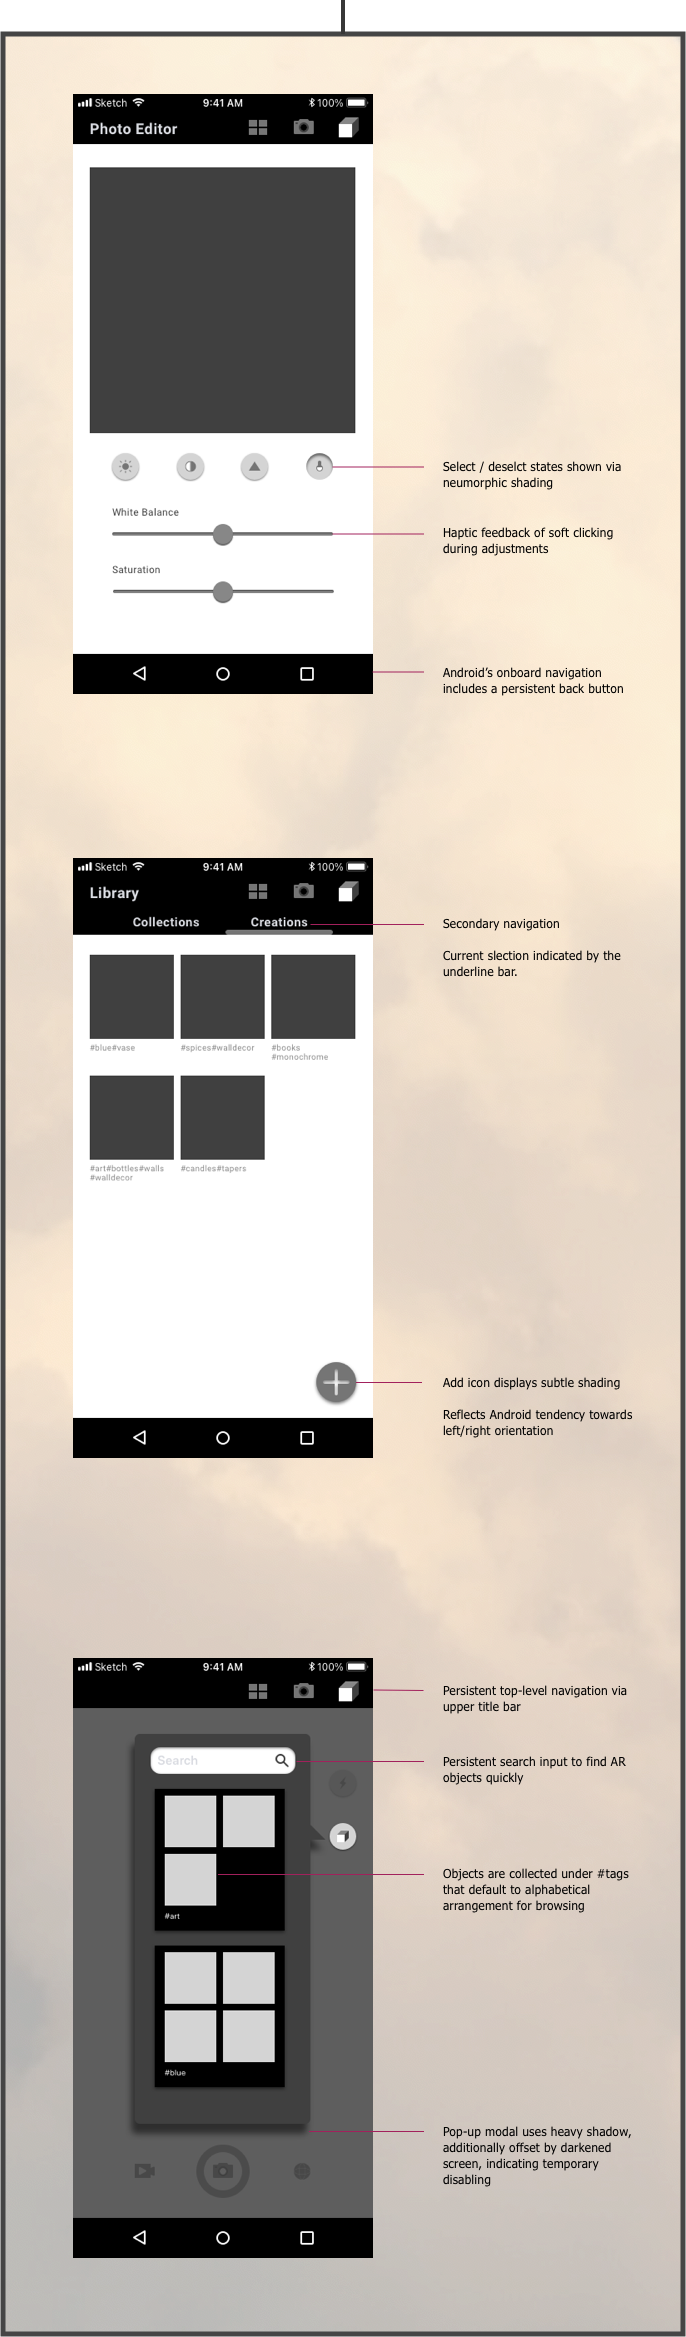 Sketch 9:41 AM 100%
Photo Editor
Select / deselct states shown via
neumorphic shading
White Balance
Haptic feedback of soft clicking
during adjustments
Saturation
Android's onboard navigation
includes a persistent back button
Sketch 9:41 AM 100%
Library
Collections Creations
Secondary navigation
Current slection indicated by the
underline bar.
#blue#vase #spices#walldecor #books
#monochrome
#art#bottles#walls #candles#tapers
#walldecor
Add icon displays subtle shading
Reflects Android tendency towards
left/right orientation
Sketch 9:41 AM 100%
Persistent top-level navigation via
upper title bar
Search
Persistent search input to find AR
objects quickly
Objects are collected under #tags
that default to alphabetical
arrangement for browsing
#art
#blue
Pop-up modal uses heavy shadow,
additionally offset by darkened
screen, indicating temporary
disabling